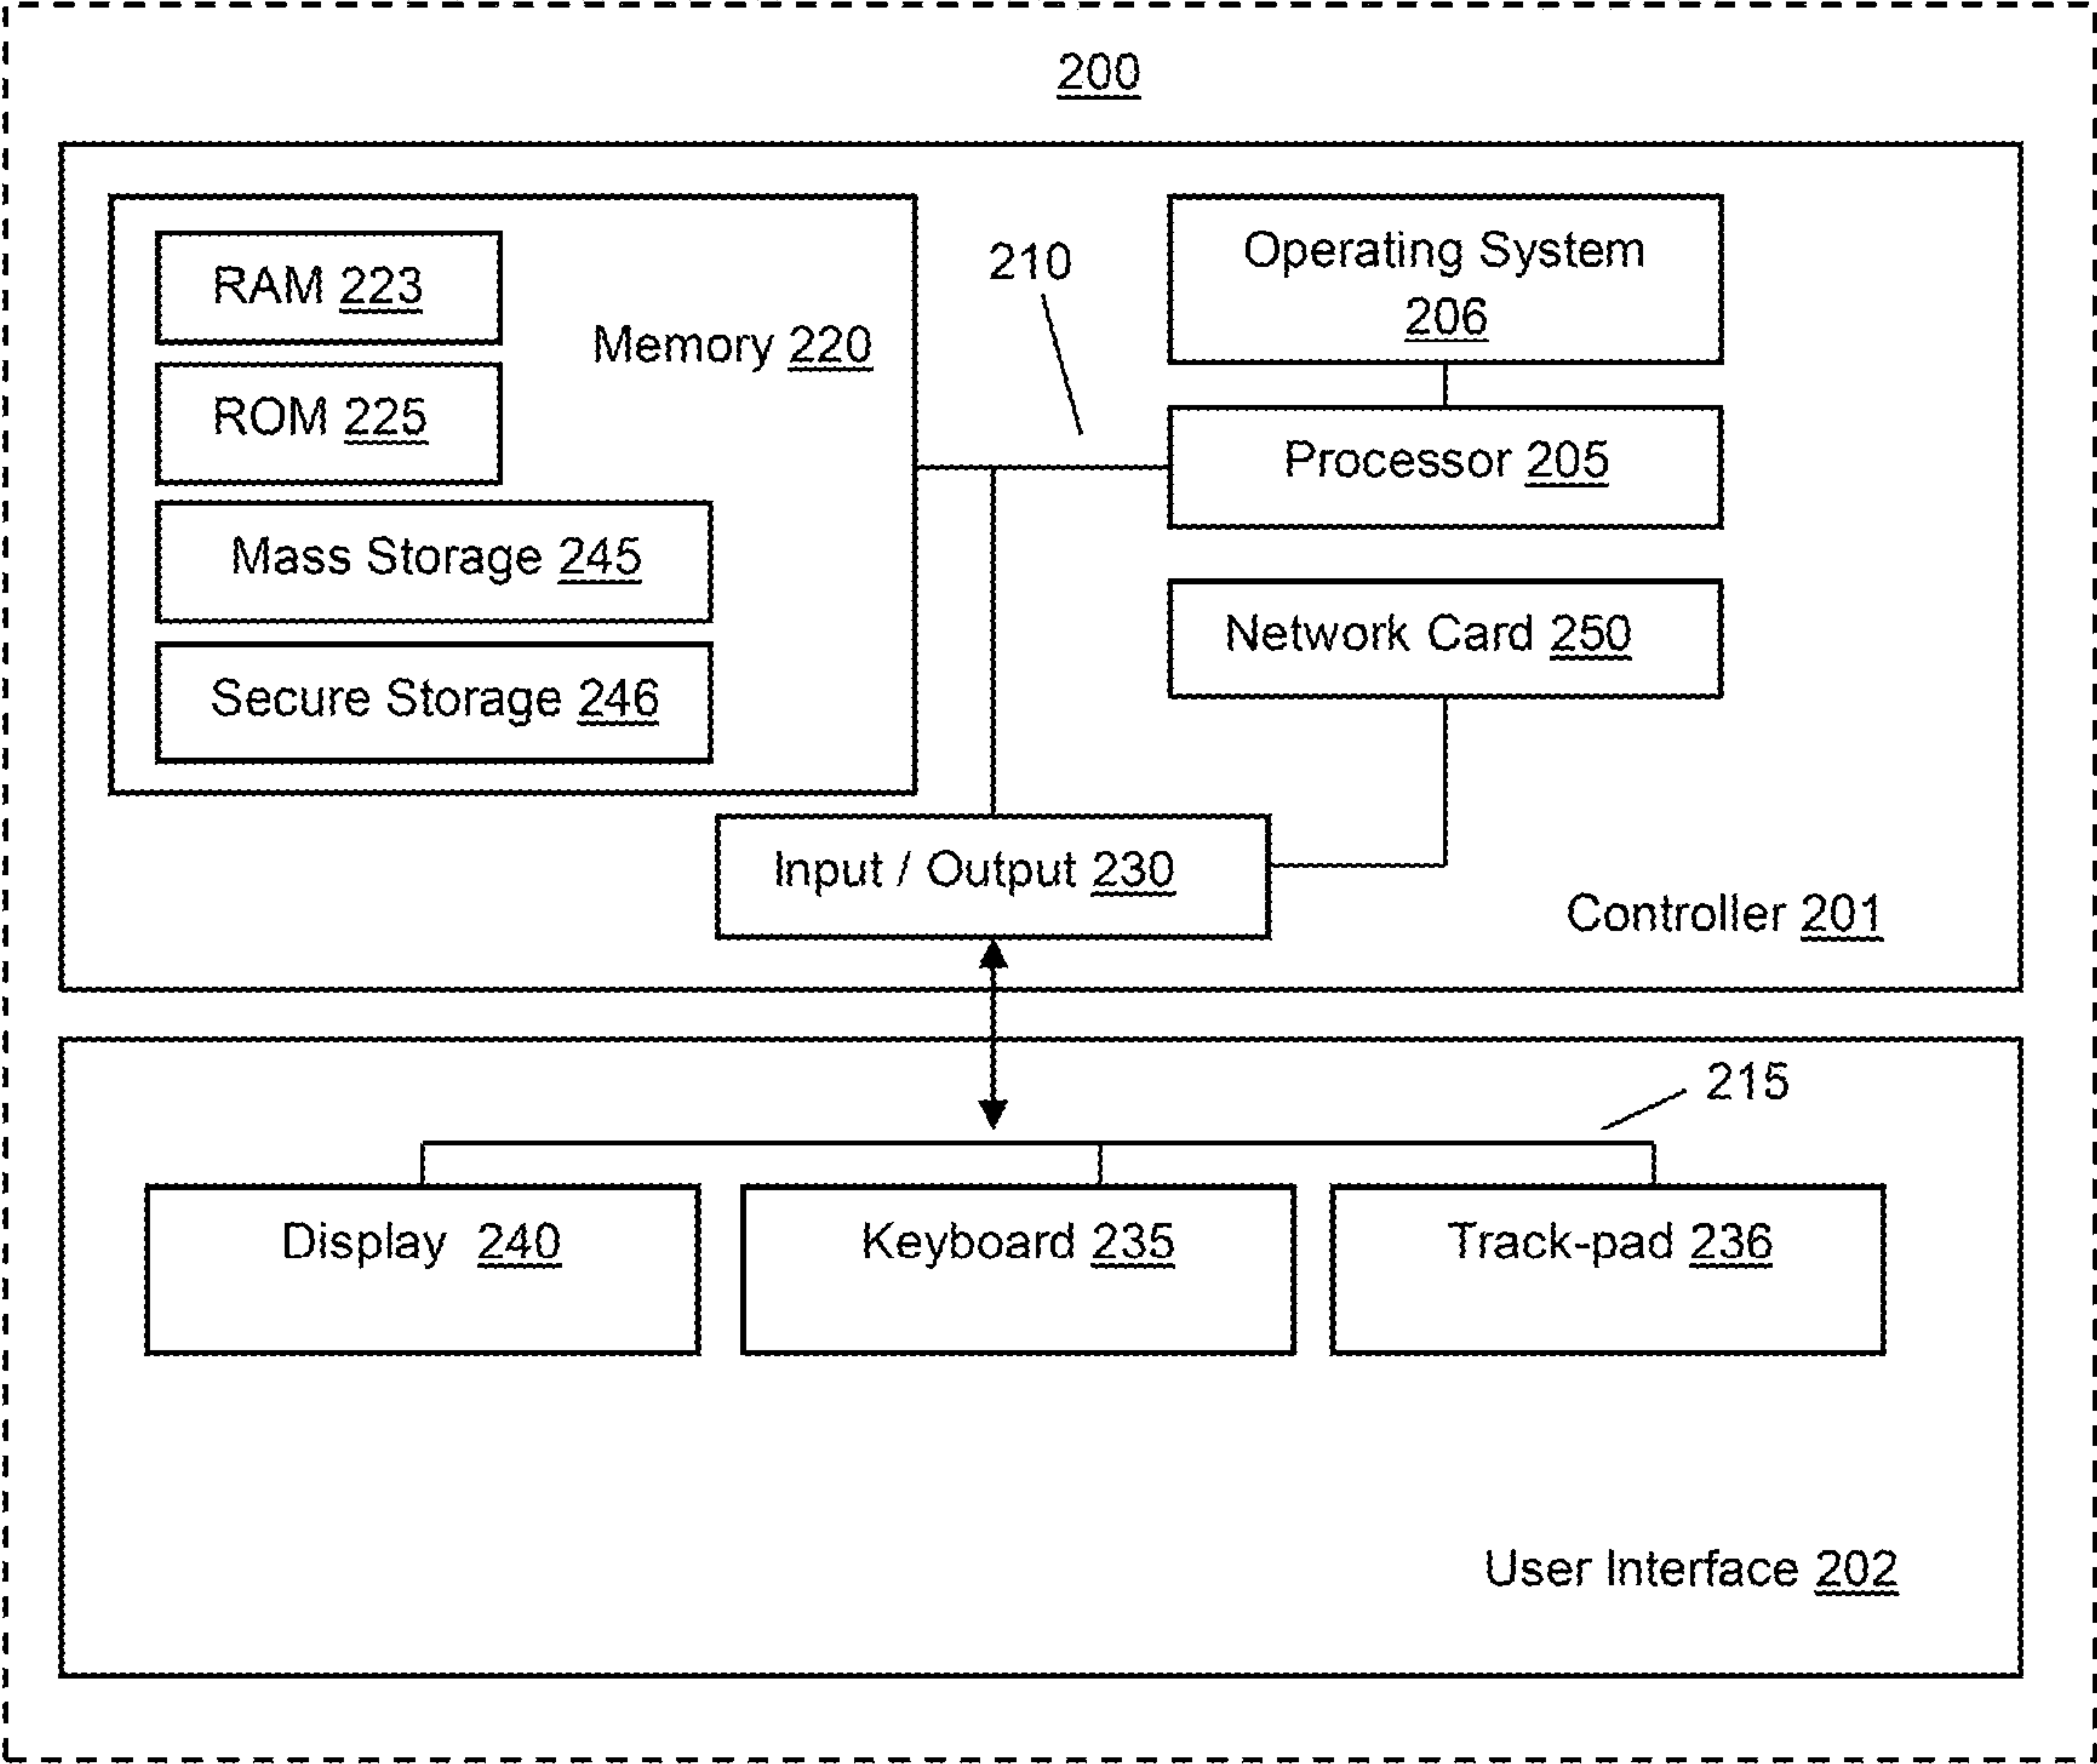 200
RAM 223
ROM 225
Memory 220
Mass Storage 245
Secure Storage 246
210
Operating System
206
Processor 205
Network Card 250
Input / Output 230
Controller 201
215
Display 240
Keyboard 235
Track-pad 236
User Interface 202